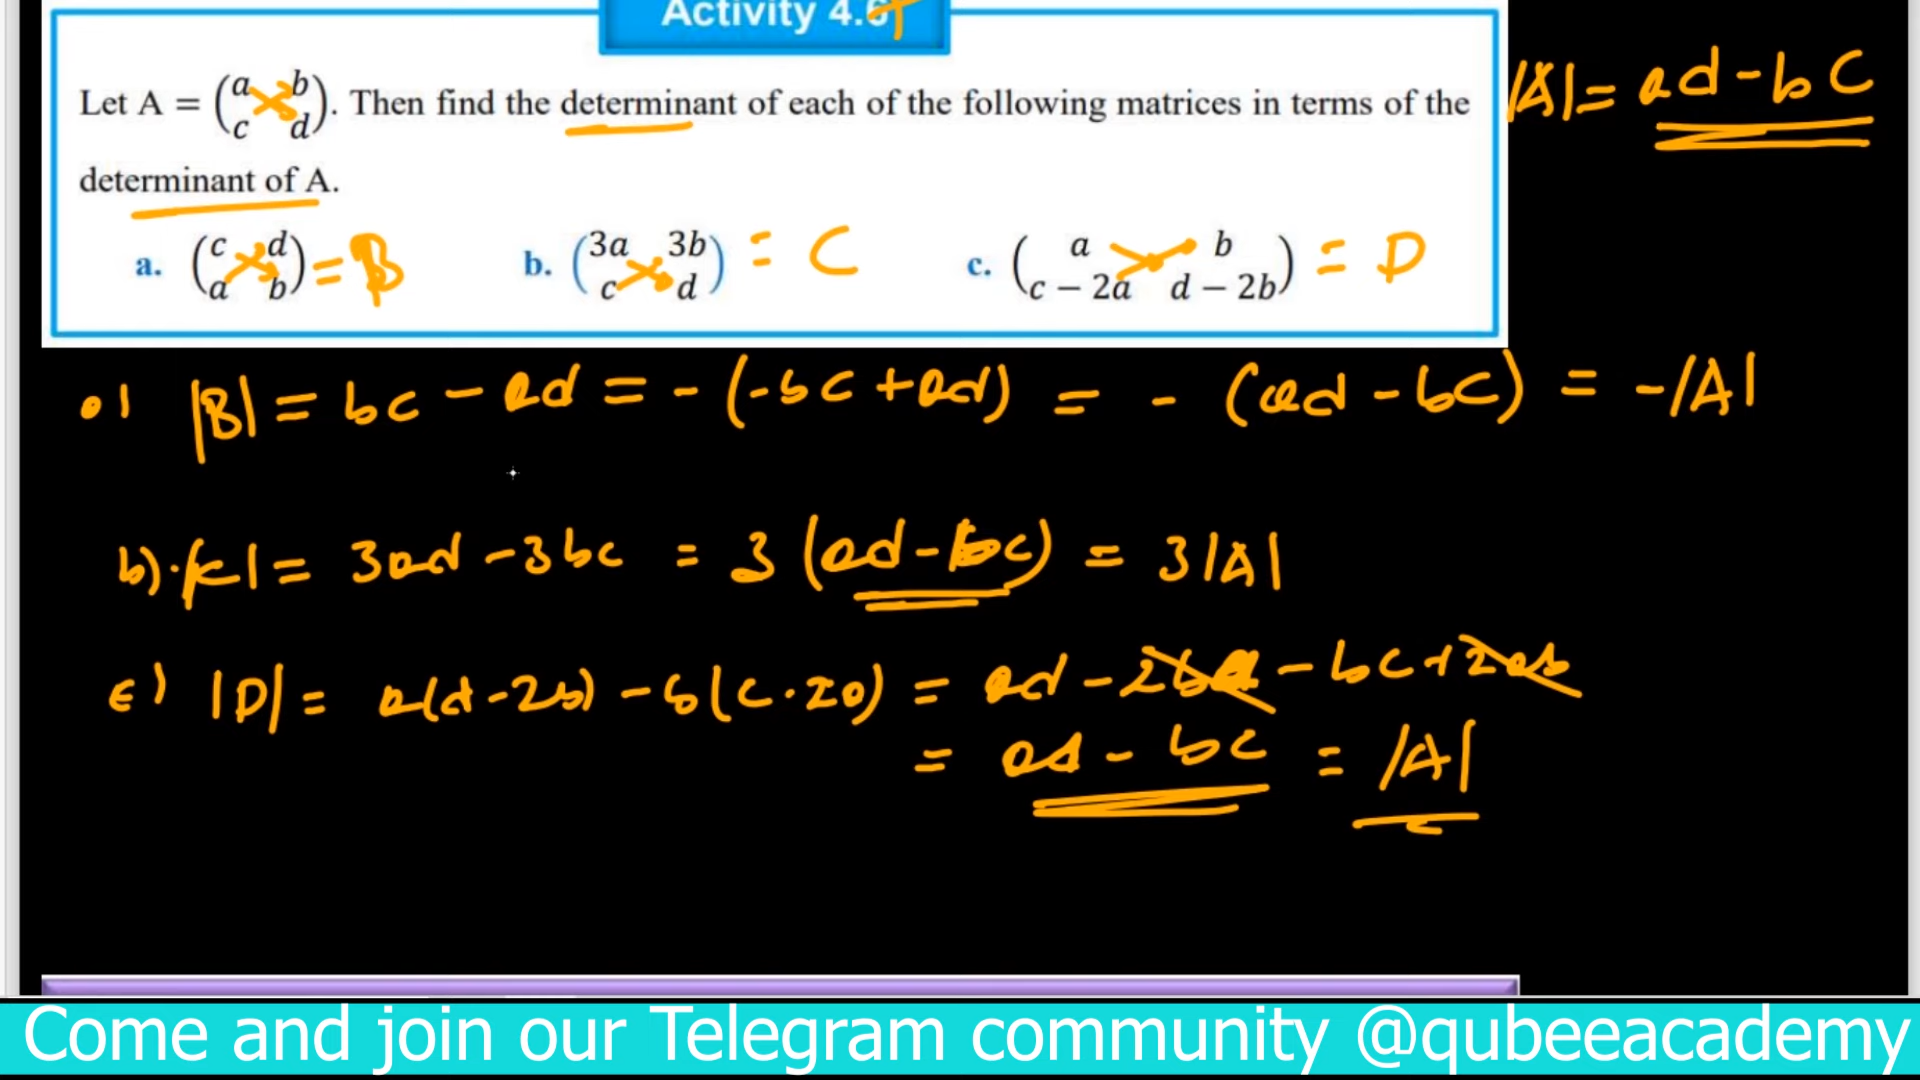 Activity 4.6
Let A = (a b / c d). Then find the determinant of each of the following matrices in terms of the
|A| = ad - bc
determinant of A.
a. (c d / a b) = B
b. (3a 3b / c d) = C
c. (a b / c − 2a d − 2b) = D
a) |B| = bc - ad = -(-bc + ad) = -(ad - bc) = -|A|
b) |C| = 3ad - 3bc = 3(ad - bc) = 3|A|
c) |D| = a(d - 2b) - b(c - 2a) = ad - 2ba - bc + 2ab
= ad - bc = |A|
Come and join our Telegram community @qubeeacademy